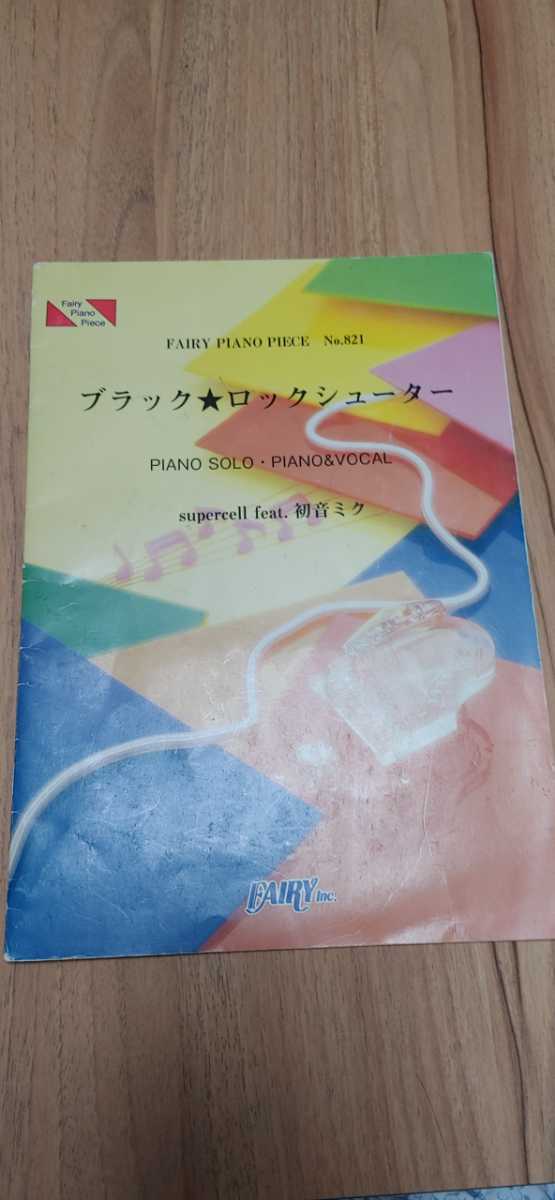 Fairy
Piano
Piece
FAIRY PIANO PIECE No.821
ブラック★ロックシューター
PIANO SOLO・PIANO&VOCAL
supercell feat. 初音ミク
FAIRY Inc.